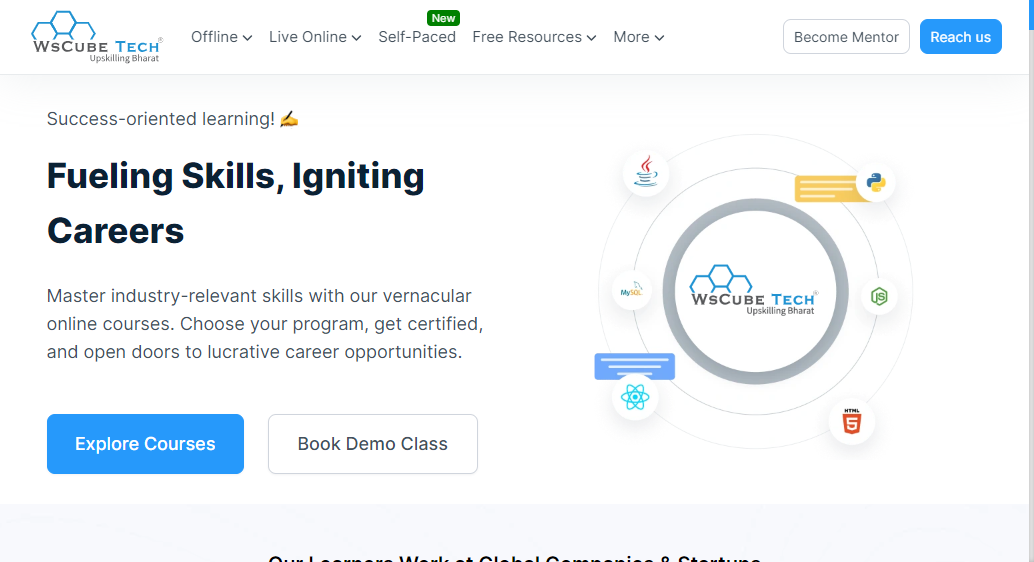 WsCube Tech®
Upskilling Bharat
New
Offline
Live Online
Self-Paced
Free Resources
More
Become Mentor
Reach us
Success-oriented learning! ✍
Fueling Skills, Igniting
Careers
Master industry-relevant skills with our vernacular
online courses. Choose your program, get certified,
and open doors to lucrative career opportunities.
Explore Courses
Book Demo Class
MySQL
WsCube Tech®
Upskilling Bharat
JS
HTML
5
Our Learners Work at Global Companies & Startups